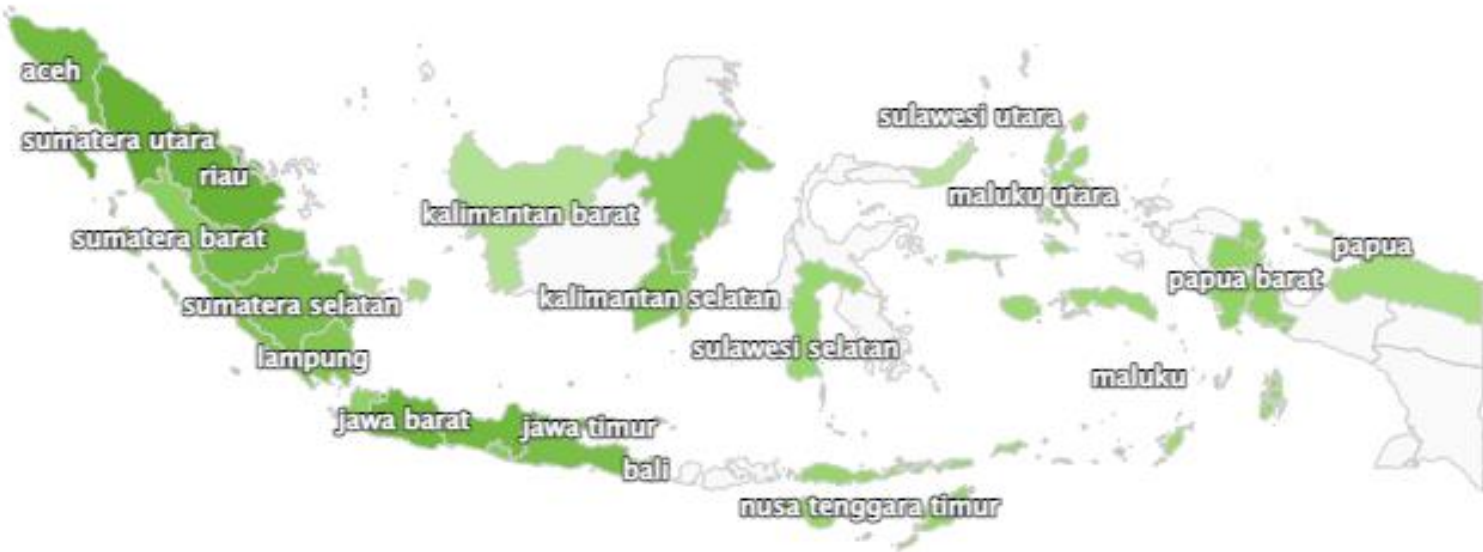 aceh
sumatera utara
riau
sumatera barat
sumatera selatan
lampung
jawa barat
jawa timur
bali
kalimantan barat
kalimantan selatan
sulawesi utara
maluku utara
sulawesi selatan
nusa tenggara timur
maluku
papua barat
papua